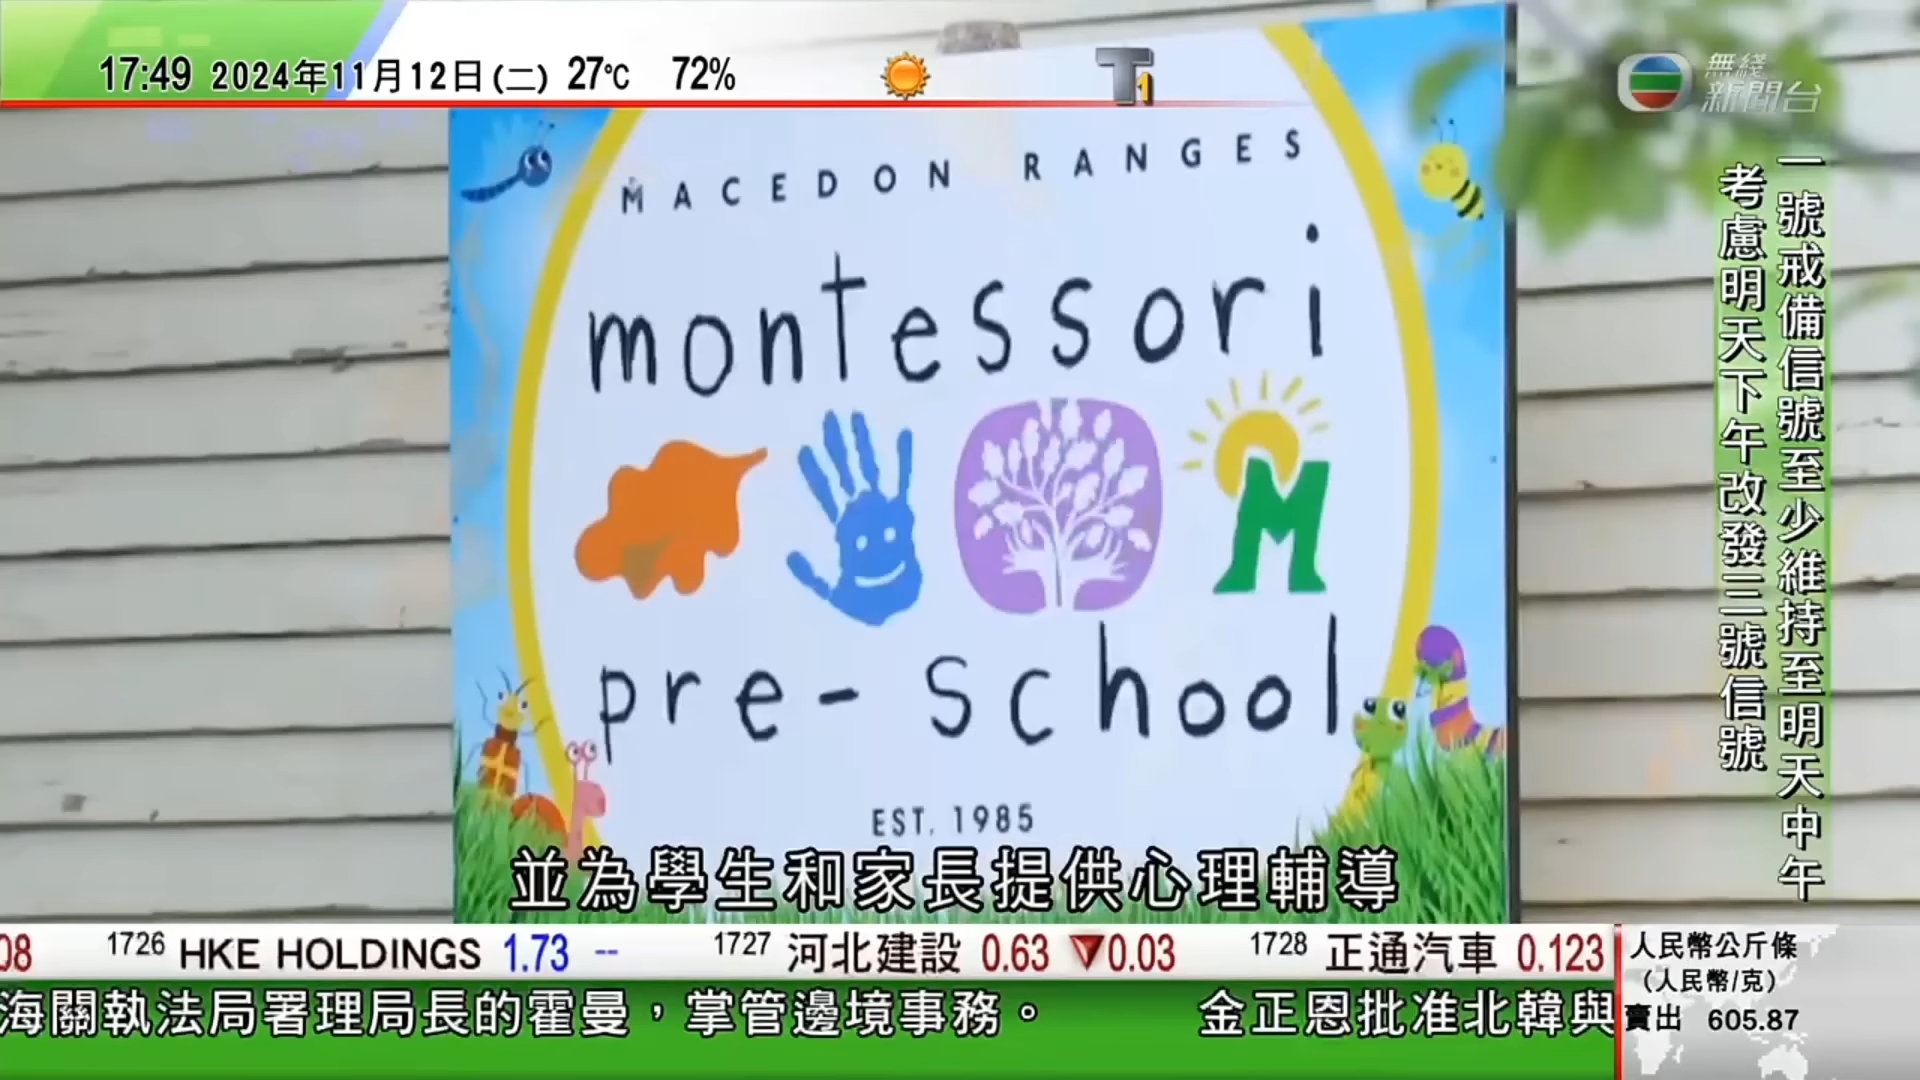 17:49 2024年11月12日(二) 27℃ 72%
T1
無綫
新聞台
一號戒備信號至少維持至明天中午
考慮明天下午改發三號信號
MACEDON RANGES
montessori
M
pre-school
EST. 1985
並為學生和家長提供心理輔導
08 1726 HKE HOLDINGS 1.73 -- 1727 河北建設 0.63 ▼0.03 1728 正通汽車 0.123
海關執法局署理局長的霍曼，掌管邊境事務。 金正恩批准北韓與
人民幣公斤條
(人民幣/克)
賣出 605.87